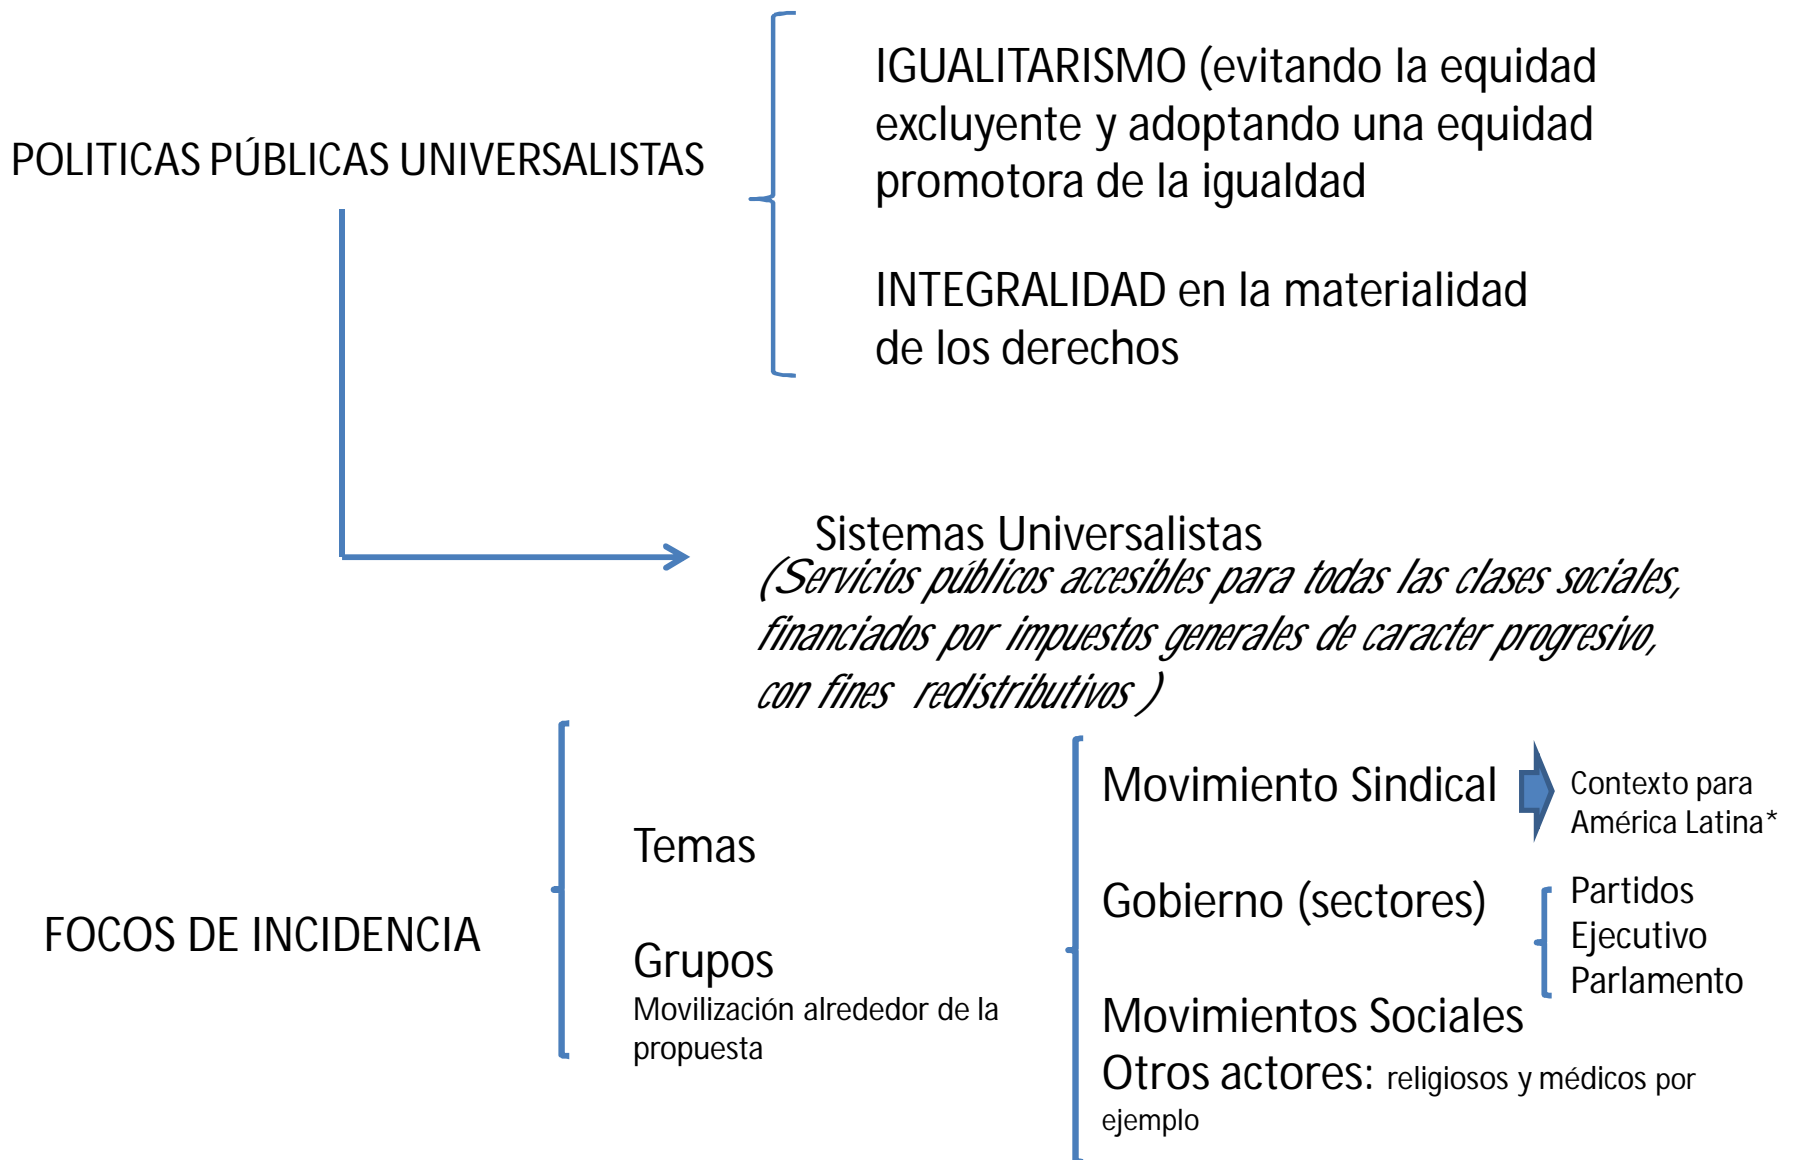 POLITICAS PÚBLICAS UNIVERSALISTAS
IGUALITARISMO (evitando la equidad
excluyente y adoptando una equidad
promotora de la igualdad
INTEGRALIDAD en la materialidad
de los derechos
Sistemas Universalistas
(Servicios públicos accesibles para todas las clases sociales,
financiados por impuestos generales de caracter progresivo,
con fines redistributivos )
FOCOS DE INCIDENCIA
Temas
Grupos
Movilización alrededor de la
propuesta
Movimiento Sindical
Contexto para
América Latina*
Gobierno (sectores)
Partidos
Ejecutivo
Parlamento
Movimientos Sociales
Otros actores: religiosos y médicos por
ejemplo